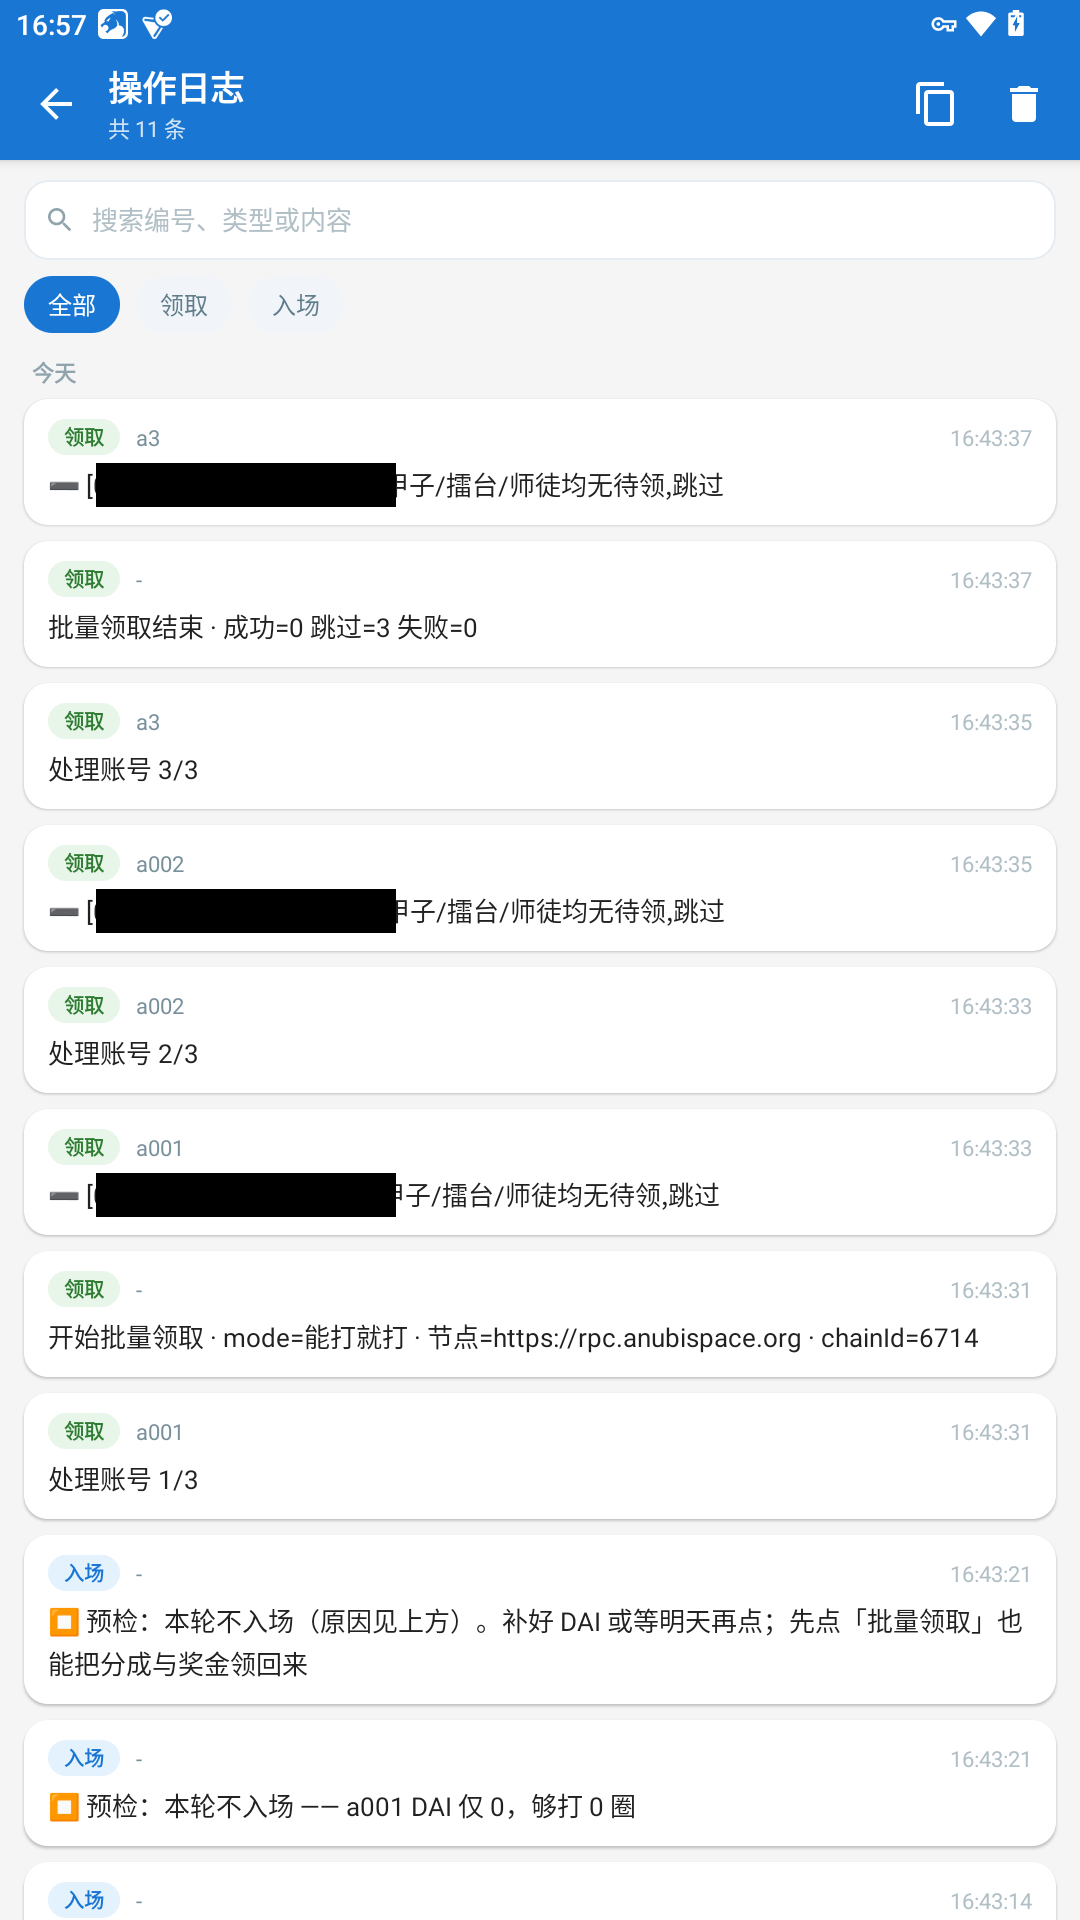 16:57
操作日志
共 11 条
搜索编号、类型或内容
全部 领取 入场
今天
领取 a3 16:43:37
➖ [ 子/擂台/师徒均无待领,跳过
领取 - 16:43:37
批量领取结束 · 成功=0 跳过=3 失败=0
领取 a3 16:43:35
处理账号 3/3
领取 a002 16:43:35
➖ [ 子/擂台/师徒均无待领,跳过
领取 a002 16:43:33
处理账号 2/3
领取 a001 16:43:33
➖ [ 子/擂台/师徒均无待领,跳过
领取 - 16:43:31
开始批量领取 · mode=能打就打 · 节点=https://rpc.anubispace.org · chainId=6714
领取 a001 16:43:31
处理账号 1/3
入场 - 16:43:21
⏹️ 预检：本轮不入场（原因见上方）。补好 DAI 或等明天再点；先点「批量领取」也
能把分成与奖金领回来
入场 - 16:43:21
⏹️ 预检：本轮不入场 —— a001 DAI 仅 0，够打 0 圈
入场 - 16:43:14